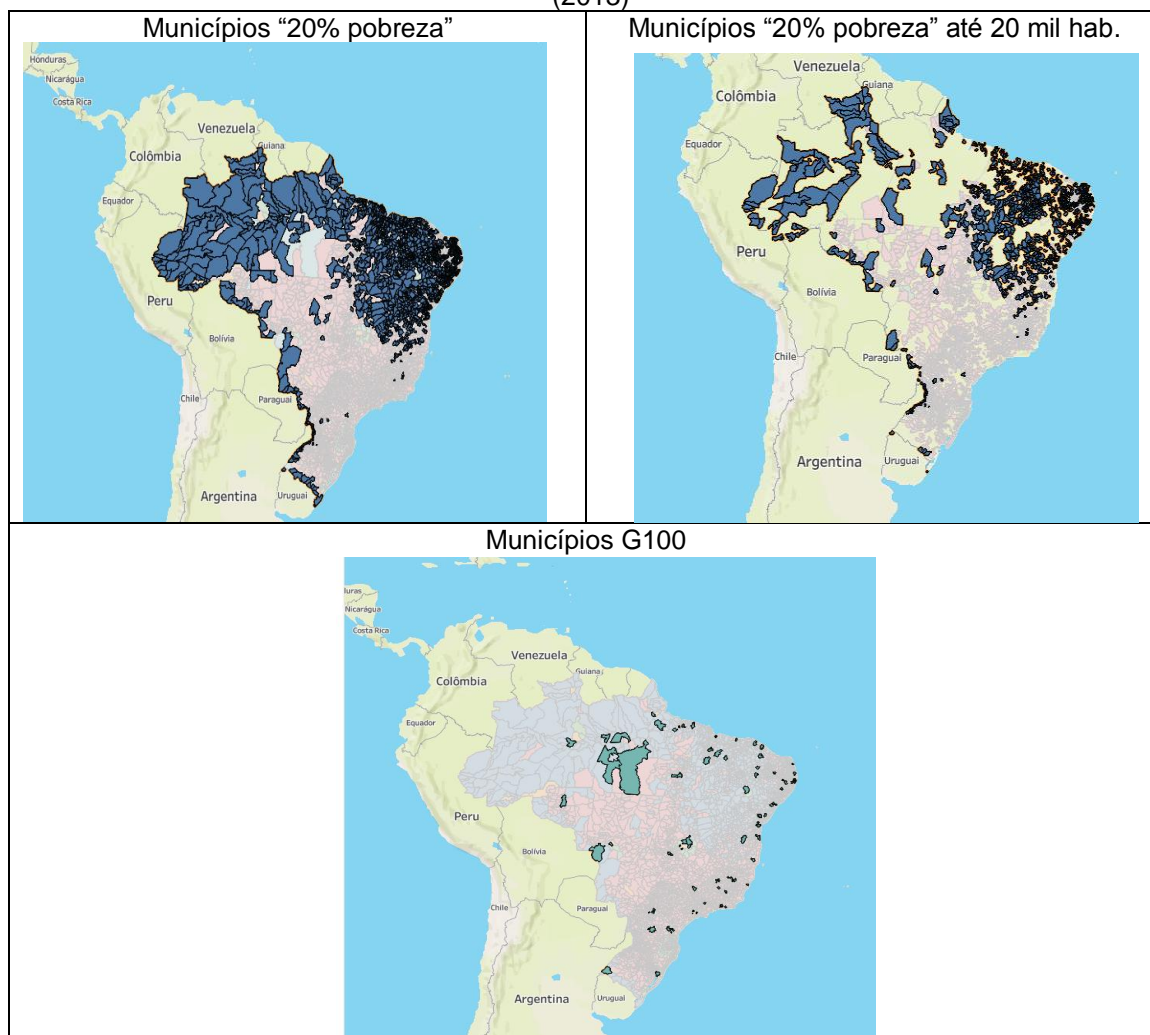 (2018)
Municípios “20% pobreza”
Municípios “20% pobreza” até 20 mil hab.
Honduras
Nicarágua
Costa Rica
Venezuela
Guiana
Colômbia
Equador
Peru
Bolívia
Chile
Paraguai
Argentina
Uruguai
Venezuela
Guiana
Colômbia
Equador
Peru
Bolívia
Chile
Paraguai
Argentina
Uruguai
Municípios G100
luras
Nicarágua
Costa Rica
Venezuela
Guiana
Colômbia
Equador
Peru
Bolívia
Chile
Paraguai
Argentina
Uruguai